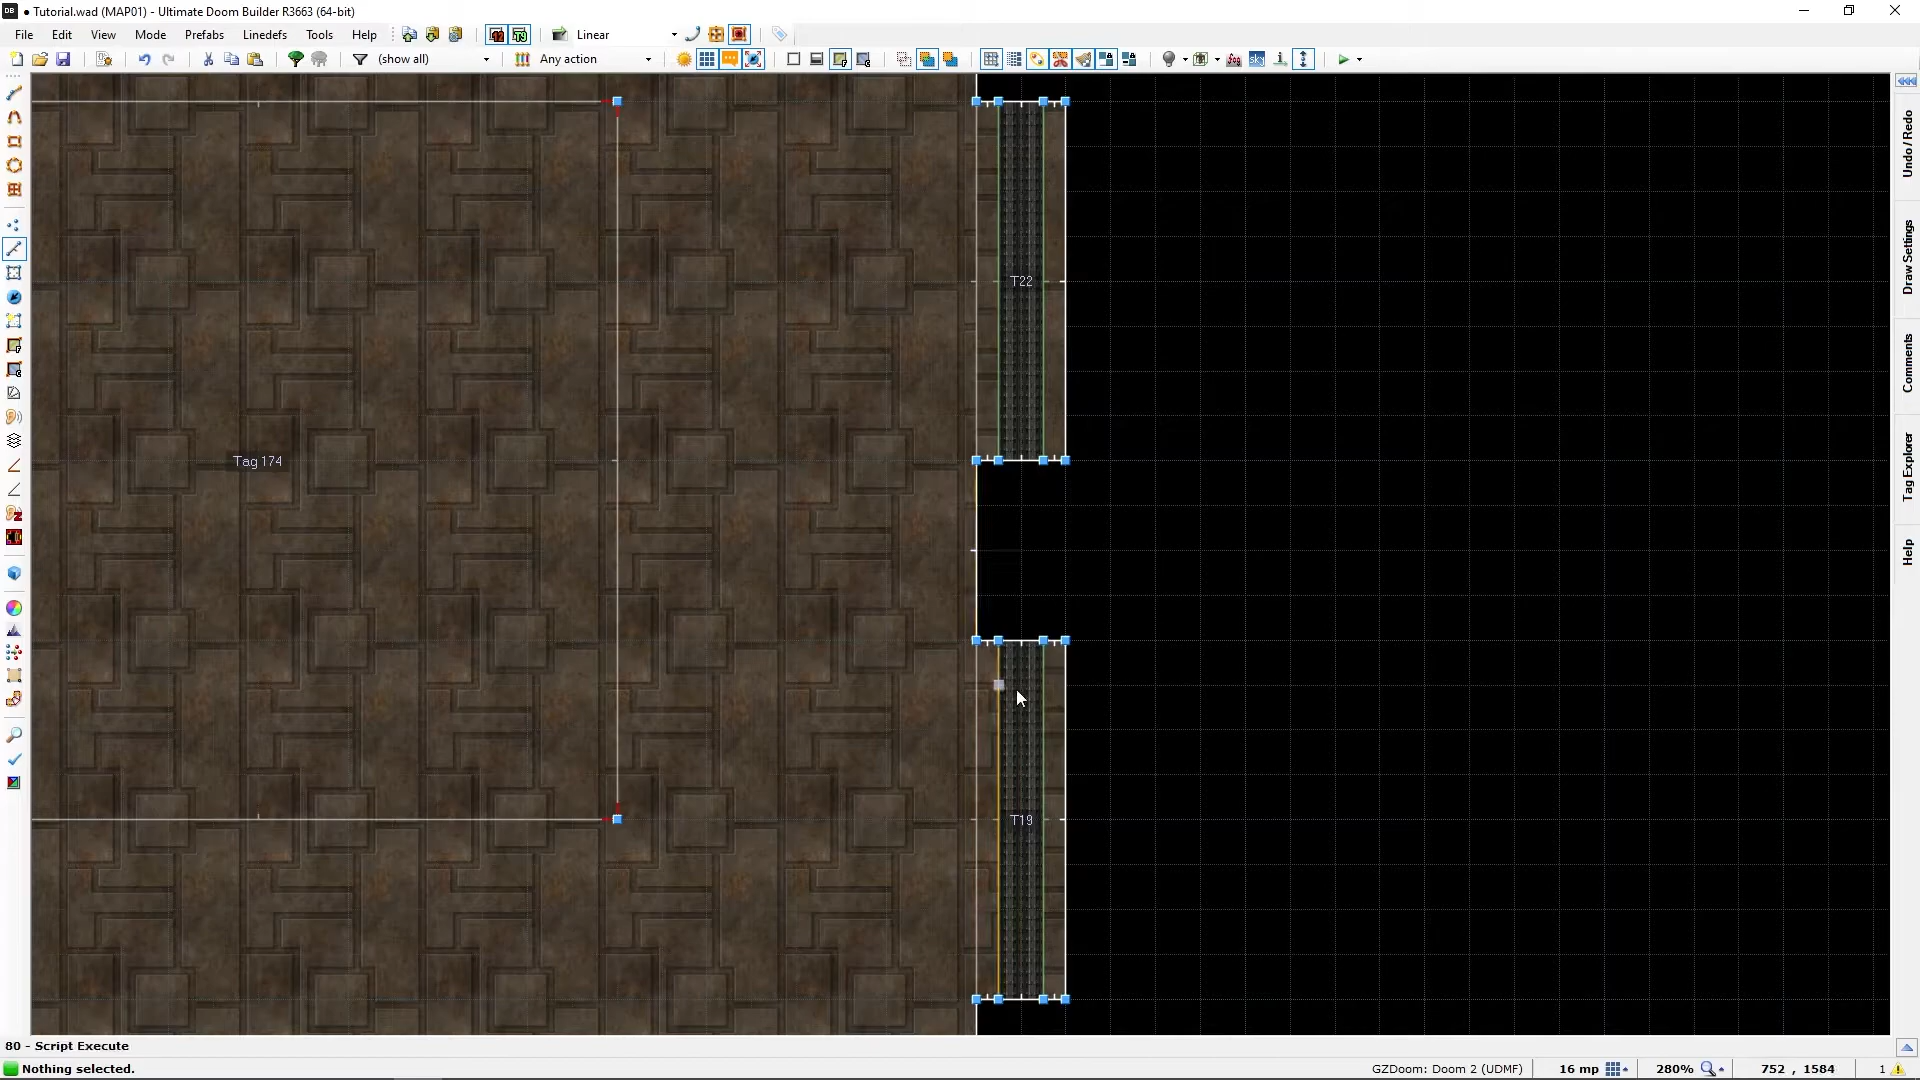 Tutorial.wad (MAP01) - Ultimate Doom Builder R3663 (64-bit)
File Edit View Mode Prefabs Linedefs Tools Help Linear
(show all) Any action
Undo / Redo
Draw Settings
Comments
Tag Explorer
Help
T22
Tag 174
T19
80 - Script Execute
Nothing selected. GZDoom: Doom 2 (UDMF) 16 mp 280% 752 , 1584 1